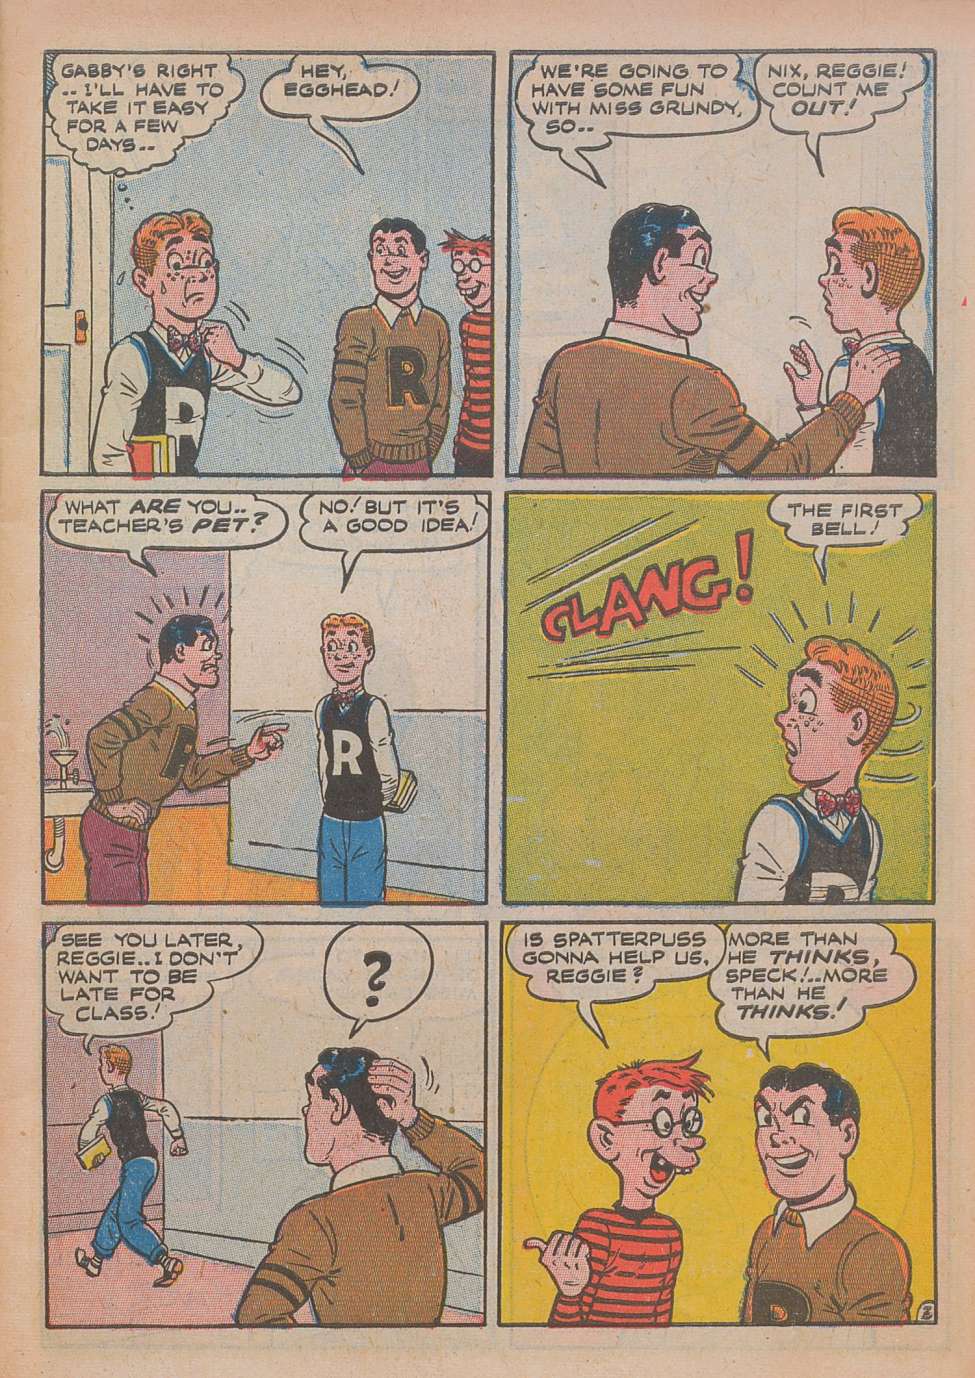 GABBY'S RIGHT
.. I'LL HAVE TO
TAKE IT EASY
FOR A FEW
DAYS..
HEY,
EGGHEAD!
R
R
WE'RE GOING TO
HAVE SOME FUN
WITH MISS GRUNDY,
SO..
NIX, REGGIE!
COUNT ME
OUT!
WHAT ARE YOU..
TEACHER'S PET?
NO! BUT IT'S
A GOOD IDEA!
R
CLANG!
THE FIRST
BELL!
R
SEE YOU LATER,
REGGIE.. I DON'T
WANT TO BE
LATE FOR
CLASS!
?
IS SPATTERPUSS
GONNA HELP US,
REGGIE?
MORE THAN
HE THINKS,
SPECK!..MORE
THAN HE
THINKS!
2